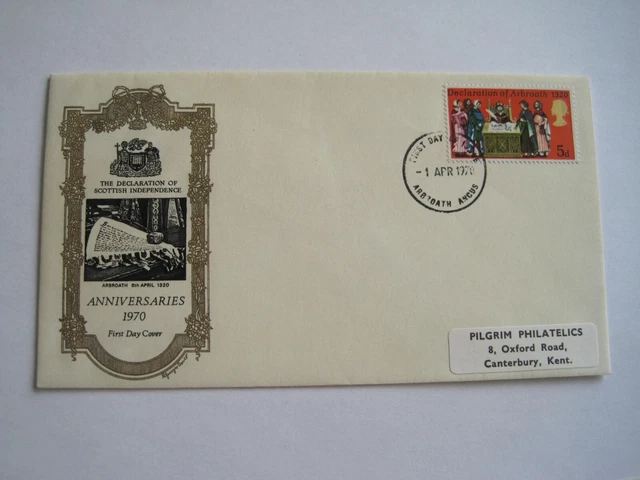 THE DECLARATION OF
SCOTTISH INDEPENDENCE
ARBROATH 6th APRIL 1320
ANNIVERSARIES
1970
First Day Cover
Declaration of Arbroath 1320
5d
FIRST DAY
- 1 APR 1970
ARBROATH ANGUS
PILGRIM PHILATELICS
8, Oxford Road,
Canterbury, Kent.